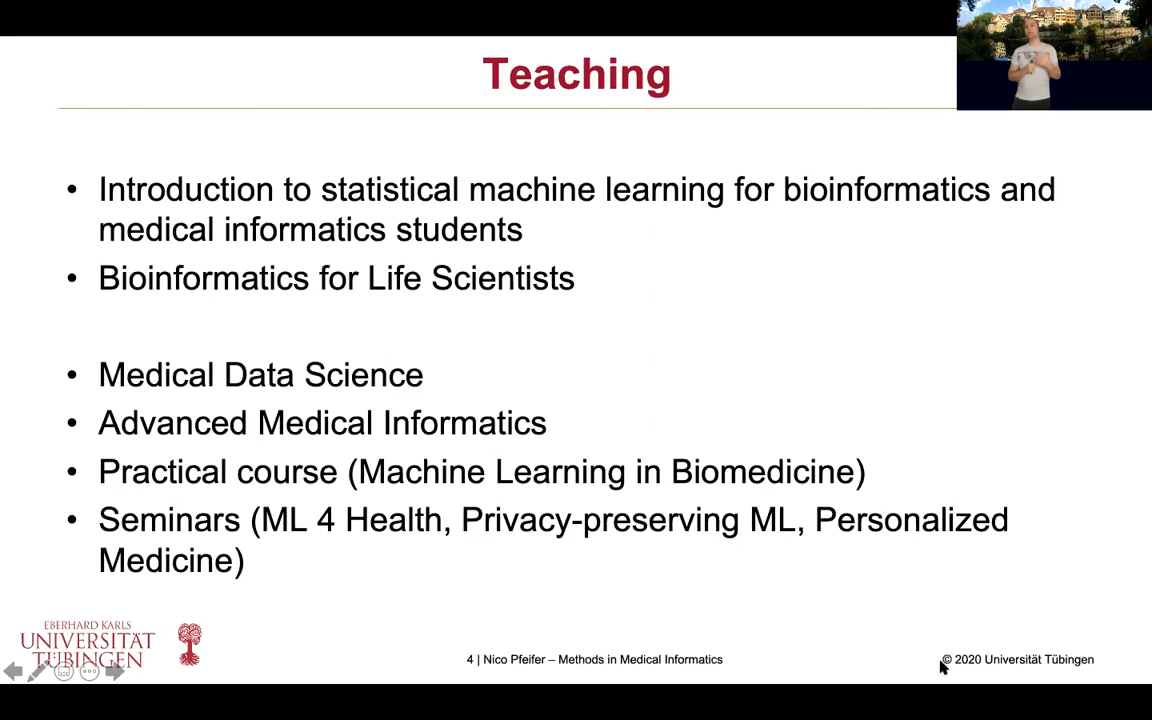 Teaching
• Introduction to statistical machine learning for bioinformatics and
medical informatics students
• Bioinformatics for Life Scientists
• Medical Data Science
• Advanced Medical Informatics
• Practical course (Machine Learning in Biomedicine)
• Seminars (ML 4 Health, Privacy-preserving ML, Personalized
Medicine)
EBERHARD KARLS
UNIVERSITÄT
TÜBINGEN
4 | Nico Pfeifer – Methods in Medical Informatics
© 2020 Universität Tübingen